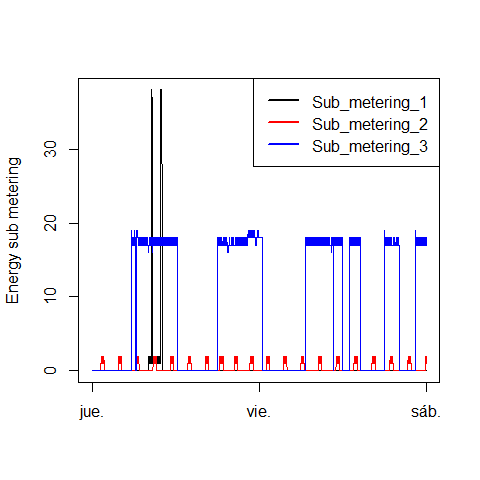 Sub_metering_1
Sub_metering_2
Sub_metering_3
Energy sub metering
30
20
10
0
jue.
vie.
sáb.